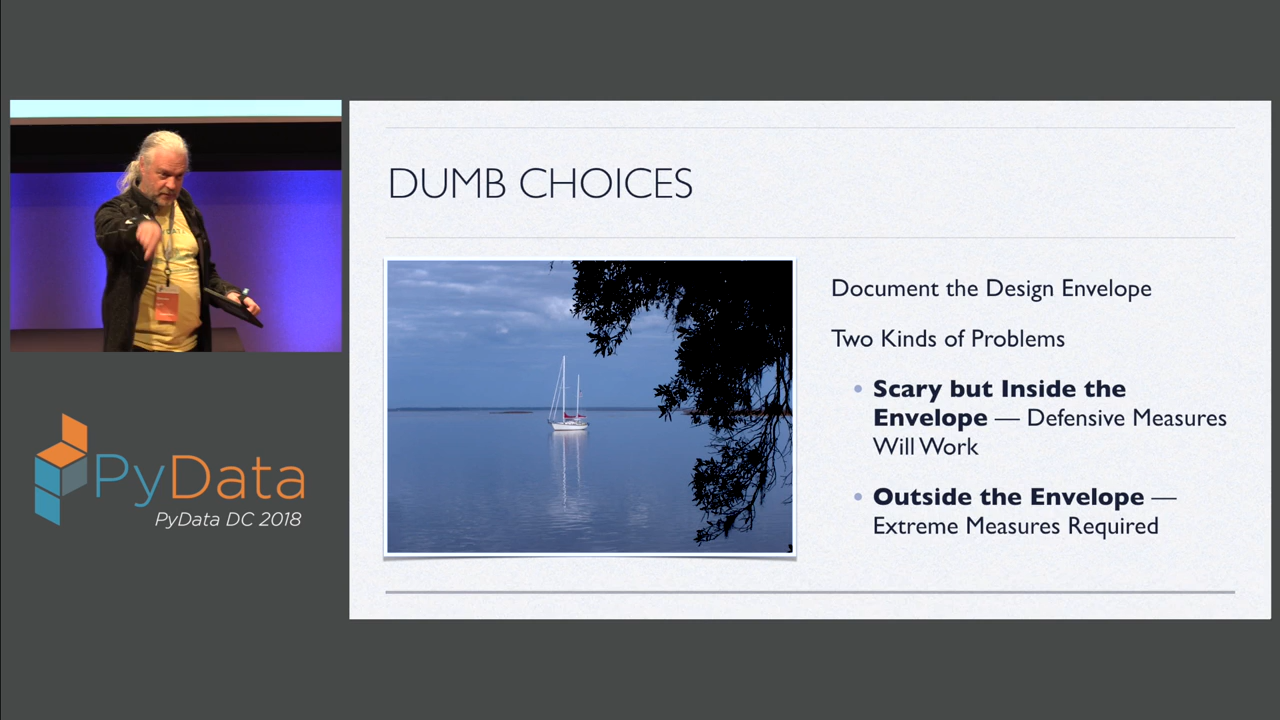 DUMB CHOICES
Document the Design Envelope
Two Kinds of Problems
• Scary but Inside the
Envelope — Defensive Measures
Will Work
• Outside the Envelope —
Extreme Measures Required
PyData
PyData DC 2018